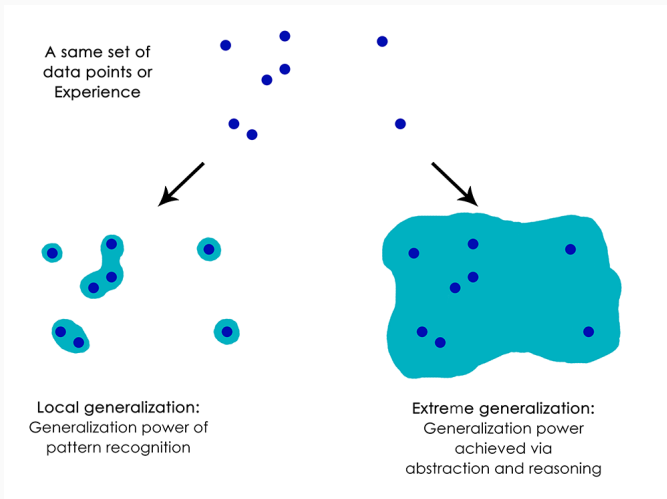 A same set of
data points or
Experience
Local generalization:
Generalization power of
pattern recognition
Extreme generalization:
Generalization power
achieved via
abstraction and reasoning